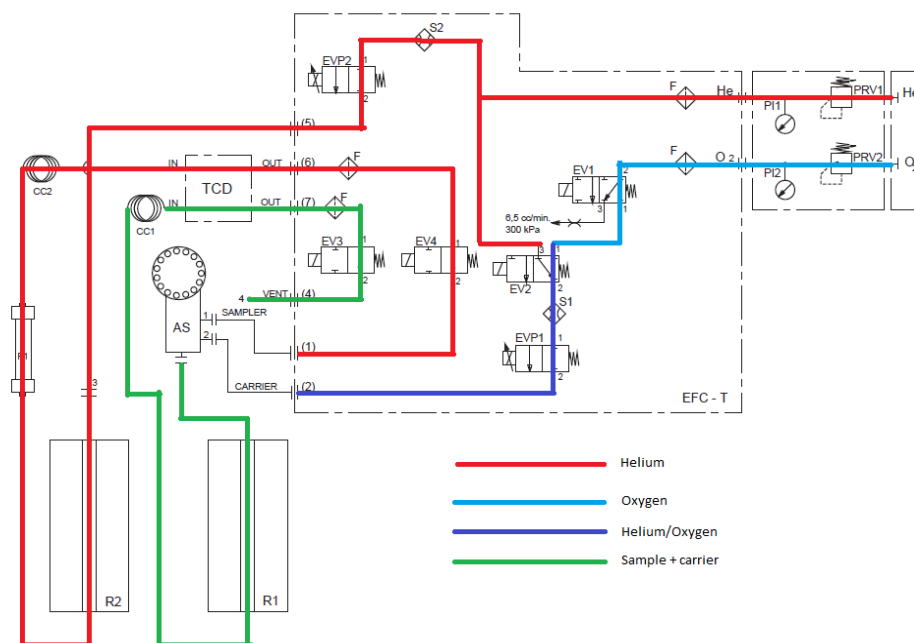 S2
EVP2
1
2
F
He
PI1
PRV1
He
(5)
IN
OUT
(6)
F
F
O 2
PI2
PRV2
O
2
CC2
TCD
EV1
2
3
1
IN
OUT
(7)
F
6,5 cc/min.
300 kPa
CC1
EV3
1
2
EV4
1
2
3
1
EV2
2
4
VENT
(4)
S1
AS
1
SAMPLER
2
(1)
EVP1
1
2
CARRIER
(2)
3
EFC - T
Helium
Oxygen
Helium/Oxygen
Sample + carrier
R2
R1